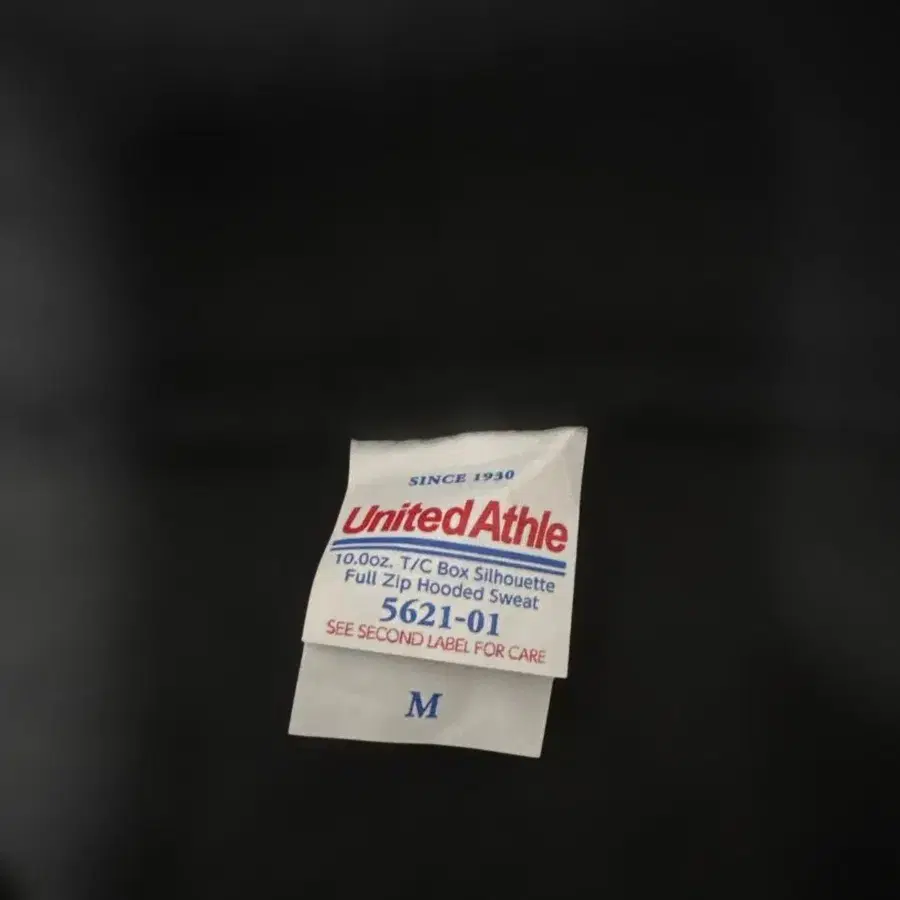 SINCE 1930
United Athle
10.0oz. T/C Box Silhouette
Full Zip Hooded Sweat
5621-01
SEE SECOND LABEL FOR CARE
M